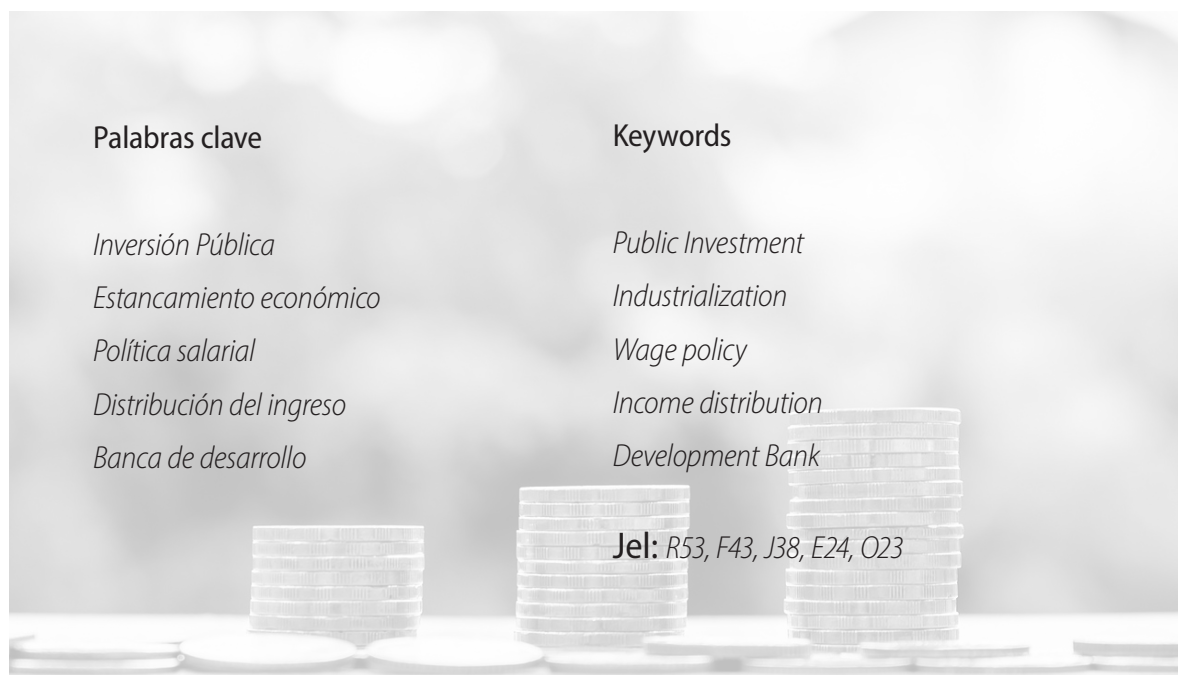 Palabras clave
Inversión Pública
Estancamiento económico
Política salarial
Distribución del ingreso
Banca de desarrollo
Keywords
Public Investment
Industrialization
Wage policy
Income distribution
Development Bank
Jel: R53, F43, J38, E24, O23